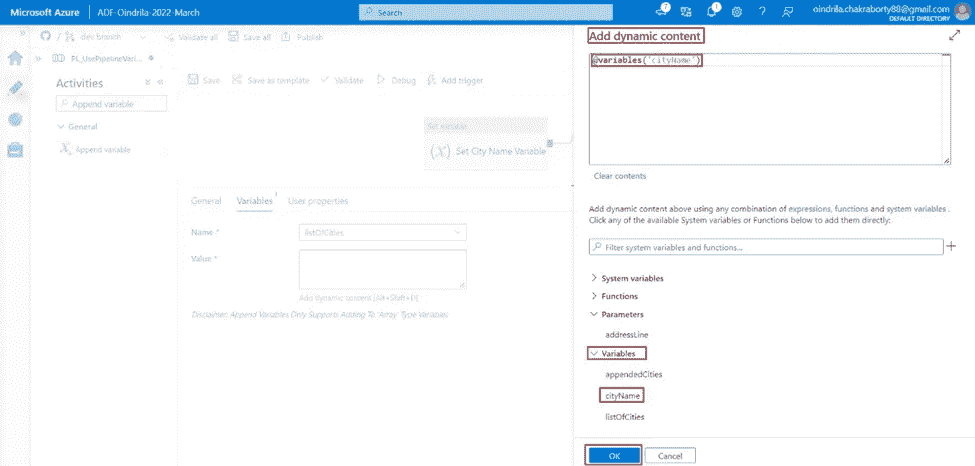 Microsoft Azure
ADF-Oindrila-2022-March
Search
7
1
oindrila.chakraborty88@gmail.com
DEFAULT DIRECTORY
dev branch
Validate all
Save all
Publish
PL_UsePipelineVari...
Activities
Append variable
General
Append variable
Save
Save as template
Validate
Debug
Add trigger
Set variable
(X) Set City Name Variable
General
Variables
1
User properties
Name *
listOfCities
Value *
Add dynamic content [Alt+Shift+D]
Disclaimer: Append Variables Only Supports Adding To 'Array' Type Variables
Add dynamic content
@variables('cityName')
Clear contents
Add dynamic content above using any combination of expressions, functions and system variables .
Click any of the available System variables or Functions below to add them directly:
Filter system variables and functions...
System variables
Functions
Parameters
addressLine
Variables
appendedCities
cityName
listOfCities
OK
Cancel